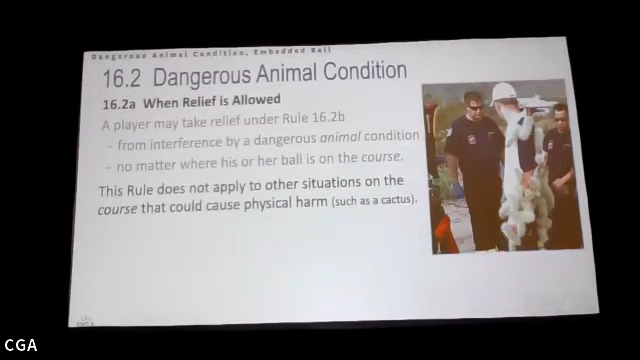 Dangerous Animal Condition, Embedded Ball
16.2 Dangerous Animal Condition
16.2a When Relief is Allowed
A player may take relief under Rule 16.2b
- from interference by a dangerous animal condition
- no matter where his or her ball is on the course.
This Rule does not apply to other situations on the
course that could cause physical harm (such as a cactus).
CGA